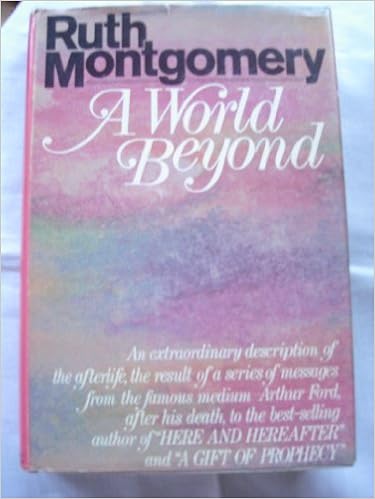 Ruth
Montgomery
A World
Beyond
An extraordinary description of
the afterlife, the result of a series of messages
from the famous medium Arthur Ford,
after his death, to the best-selling
author of "HERE AND HEREAFTER"
and "A GIFT OF PROPHECY"